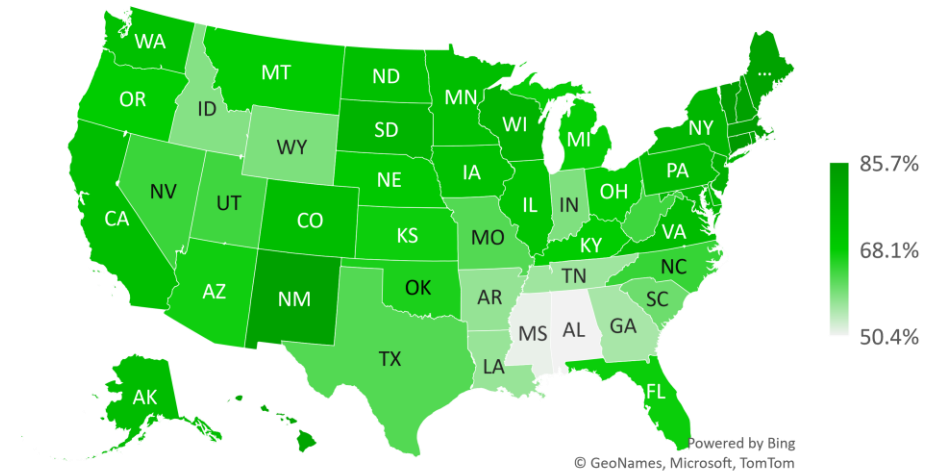 WA
MT
ND
MN
...
OR
ID
SD
WI
MI
NY
WY
IA
PA
NE
NV
UT
CO
IL
IN
OH
CA
KS
MO
KY
VA
AZ
NM
OK
AR
TN
NC
SC
TX
LA
MS
AL
GA
AK
FL
85.7%
68.1%
50.4%
Powered by Bing
© GeoNames, Microsoft, TomTom